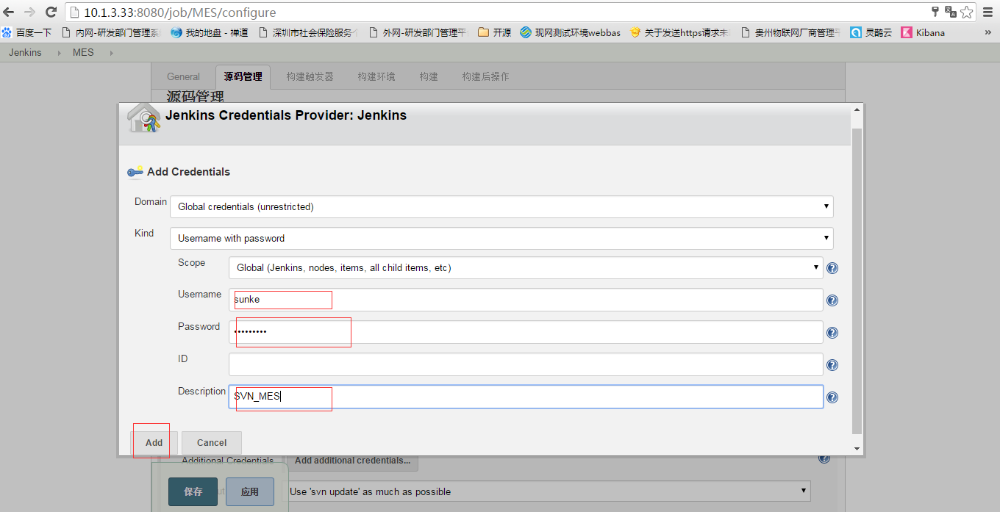 10.1.3.33:8080/job/MES/configure
百度一下 内网-研发部门管理系 我的地盘 - 禅道 深圳市社会保险服务个 外网-研发部门管理平 开源 现网测试环境webbas 关于发送https请求未 贵州物联网厂商管理平 灵鹊云 Kibana »
Jenkins MES
General 源码管理 构建触发器 构建环境 构建 构建后操作
源码管理
Jenkins Credentials Provider: Jenkins
Add Credentials
Domain Global credentials (unrestricted)
Kind Username with password
Scope Global (Jenkins, nodes, items, all child items, etc)
Username sunke
Password •••••••••
ID
Description SVN_MES
Add Cancel
Additional Credentials Add additional credentials...
保存 应用 Use 'svn update' as much as possible